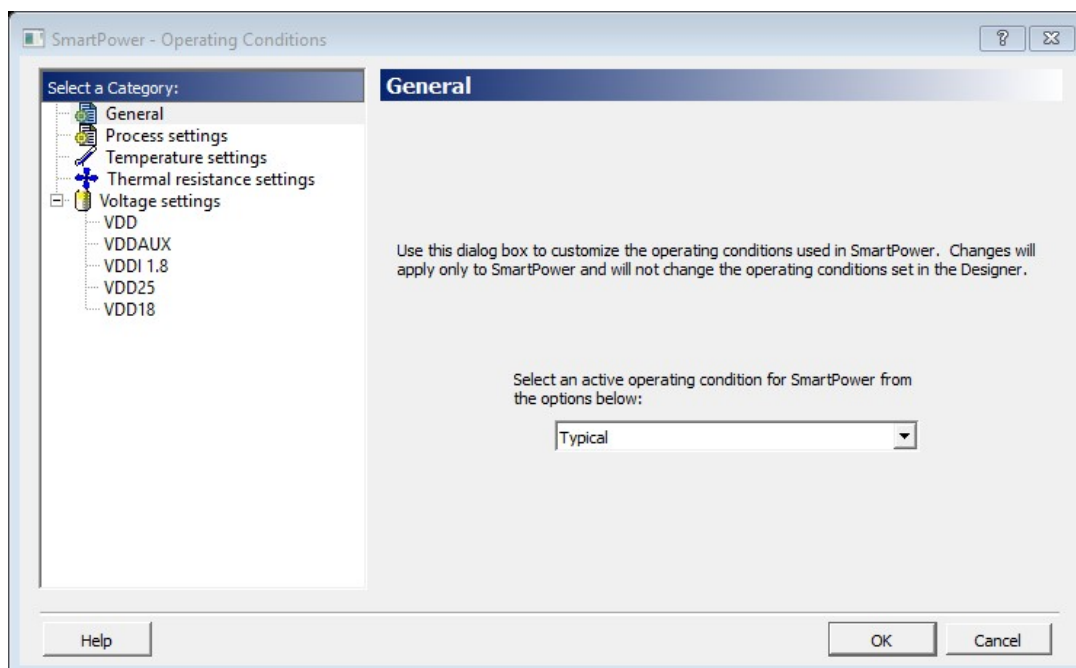 SmartPower - Operating Conditions
Select a Category:
General
Process settings
Temperature settings
Thermal resistance settings
Voltage settings
VDD
VDDAUX
VDDI 1.8
VDD25
VDD18
General
Use this dialog box to customize the operating conditions used in SmartPower. Changes will
apply only to SmartPower and will not change the operating conditions set in the Designer.
Select an active operating condition for SmartPower from
the options below:
Typical
Help
OK
Cancel